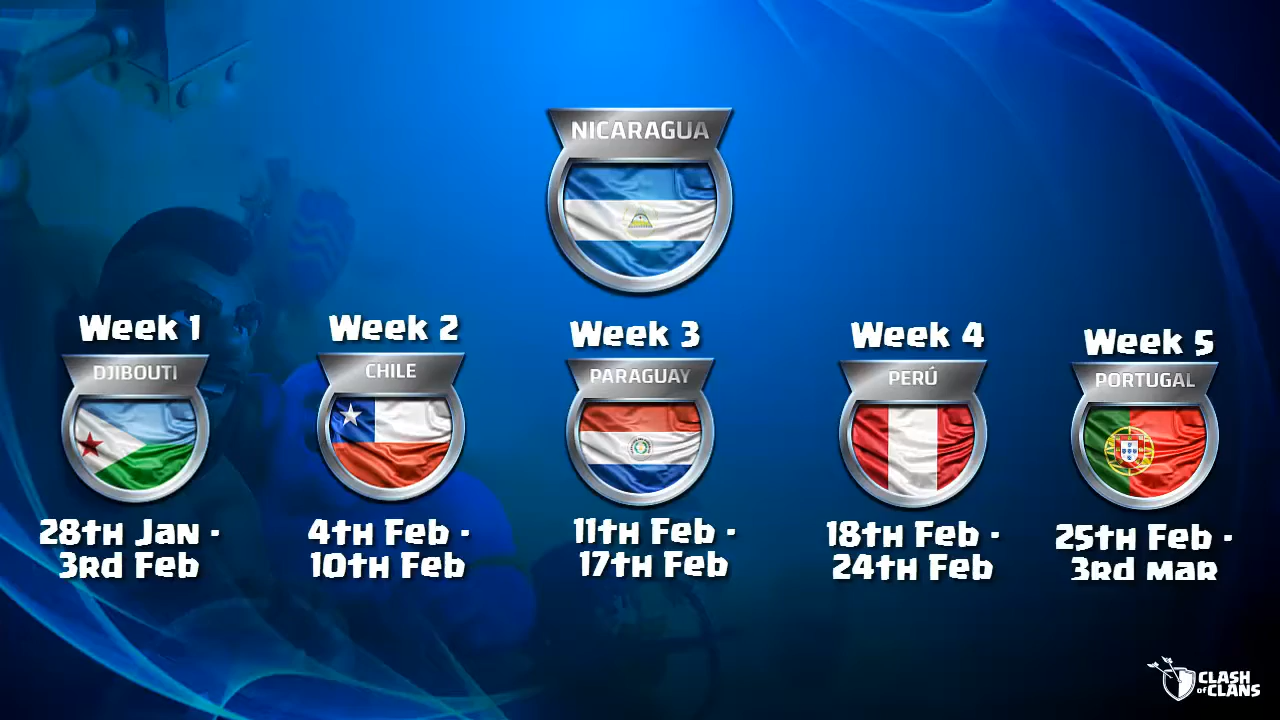 NICARAGUA
Week 1
DJIBOUTI
28th Jan -
3rd Feb
Week 2
CHILE
4th Feb -
10th Feb
Week 3
PARAGUAY
11th Feb -
17th Feb
Week 4
PERÚ
18th Feb -
24th Feb
Week 5
PORTUGAL
25th Feb -
3rd mar
CLASH
OF CLANS